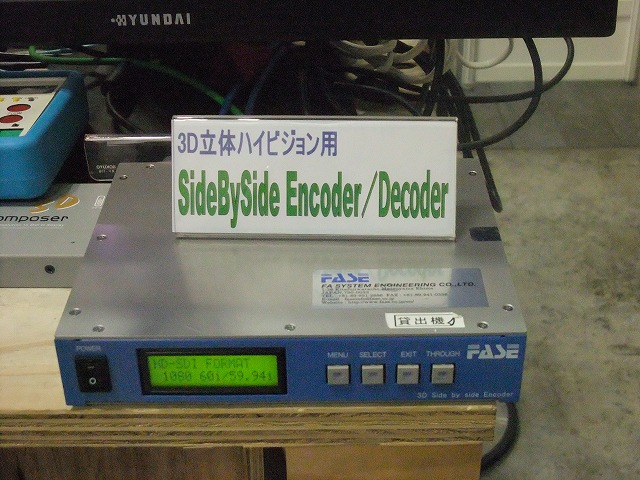 HYUNDAI
3D立体ハイビジョン用
SideBySide Encoder/Decoder
omposer
FASE
FA SYSTEM ENGINEERING CO.,LTD.
貸出機
POWER
HD-SDI FORMAT
1080 60i/59.94i
MENU SELECT EXIT THROUGH
FASE
3D Side by side Encoder